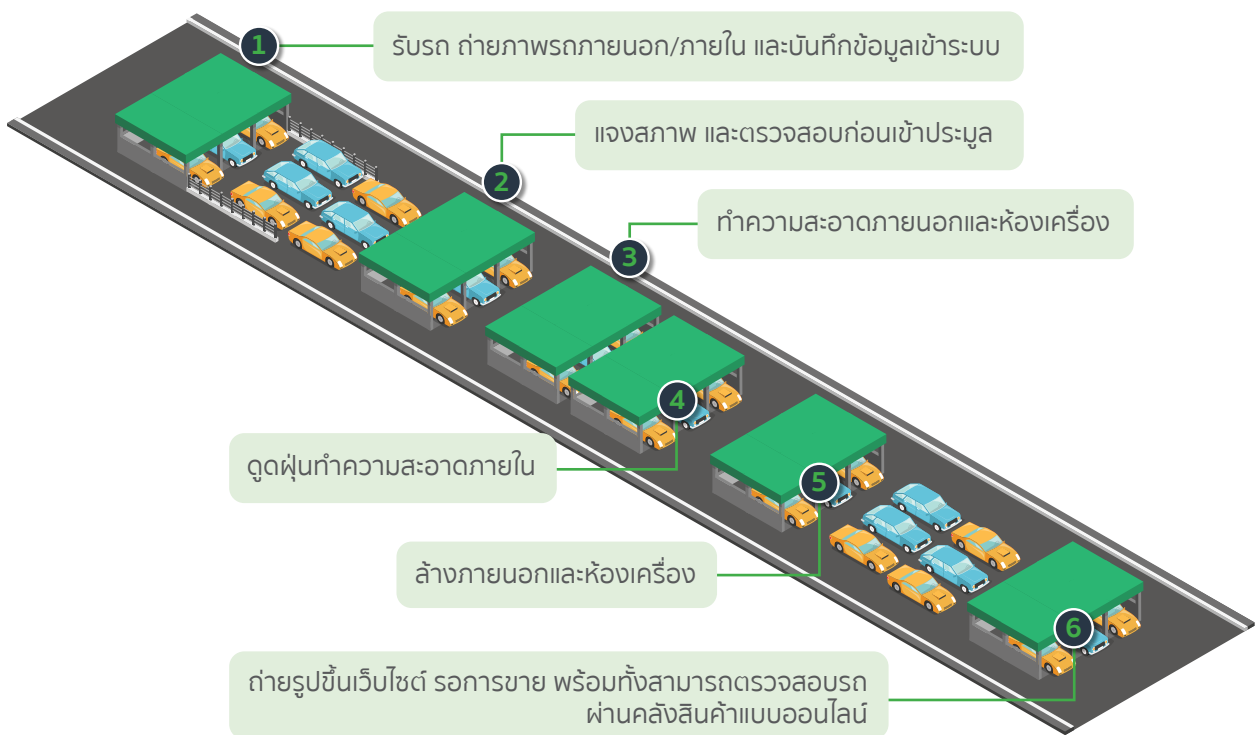 1
รับรถ ถ่ายภาพรถภายนอก/ภายใน และบันทึกข้อมูลเข้าระบบ
2
แจงสภาพ และตรวจสอบก่อนเข้าประมูล
3
ทำความสะอาดภายนอกและห้องเครื่อง
4
ดูดฝุ่นทำความสะอาดภายใน
5
ล้างภายนอกและห้องเครื่อง
6
ถ่ายรูปขึ้นเว็บไซต์ รอการขาย พร้อมทั้งสามารถตรวจสอบรถ
ผ่านคลังสินค้าแบบออนไลน์